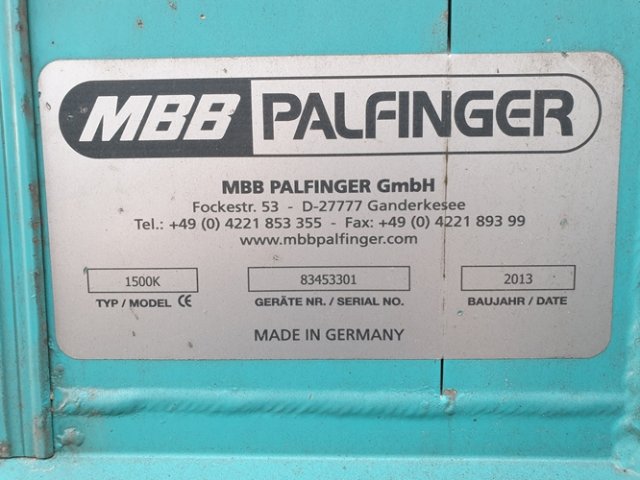 MBB PALFINGER
MBB PALFINGER GmbH
Fockestr. 53 - D-27777 Ganderkesee
Tel.: +49 (0) 4221 853 355 - Fax: +49 (0) 4221 893 99
www.mbbpalfinger.com
1500K 83453301 2013
TYP / MODEL CE GERÄTE NR. / SERIAL NO. BAUJAHR / DATE
MADE IN GERMANY